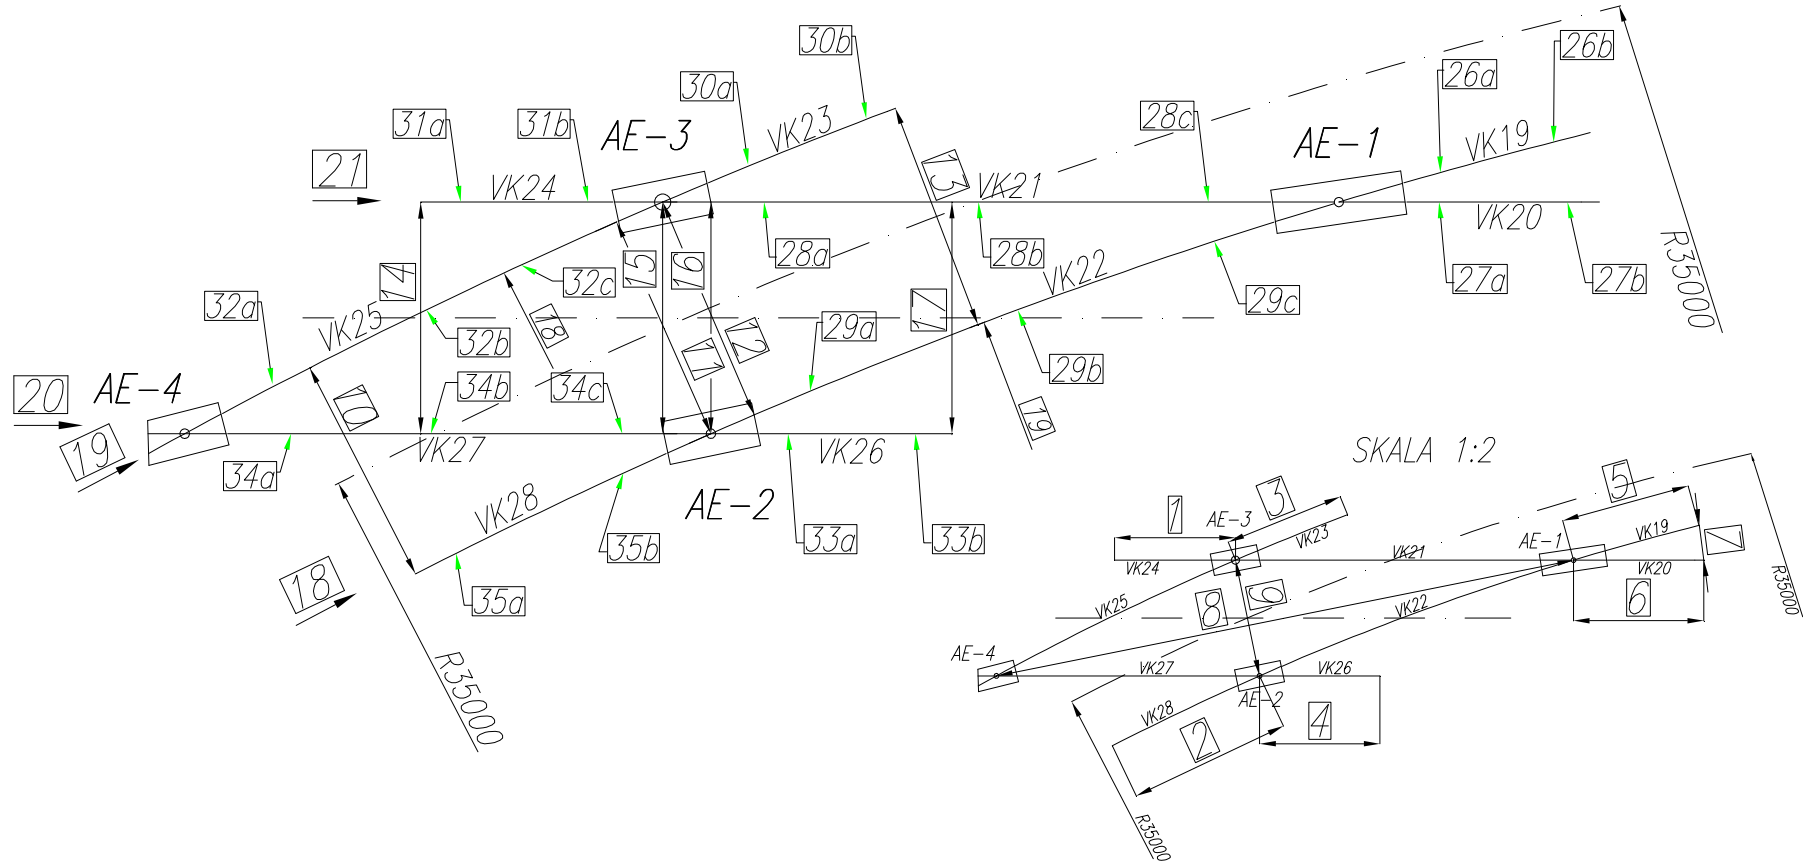 30b
26b
30a
26a
31a
31b
AE-3
VK23
28c
AE-1
VK19
21
VK24
13
VK21
VK20
28a
28b
27a
27b
R35000
15
16
14
32c
VK22
29c
32a
VK25
18
32b
17
12
29a
11
29b
AE-4
20
10
34b
34c
19
19
34a
VK27
VK26
VK28
AE-2
35b
33a
33b
18
35a
R35000
SKALA 1:2
1
AE-3
3
VK23
5
AE-1
VK19
7
VK24
VK21
VK20
R35000
VK25
8
9
VK22
6
AE-4
VK27
VK26
AE-2
VK28
2
4
R35000